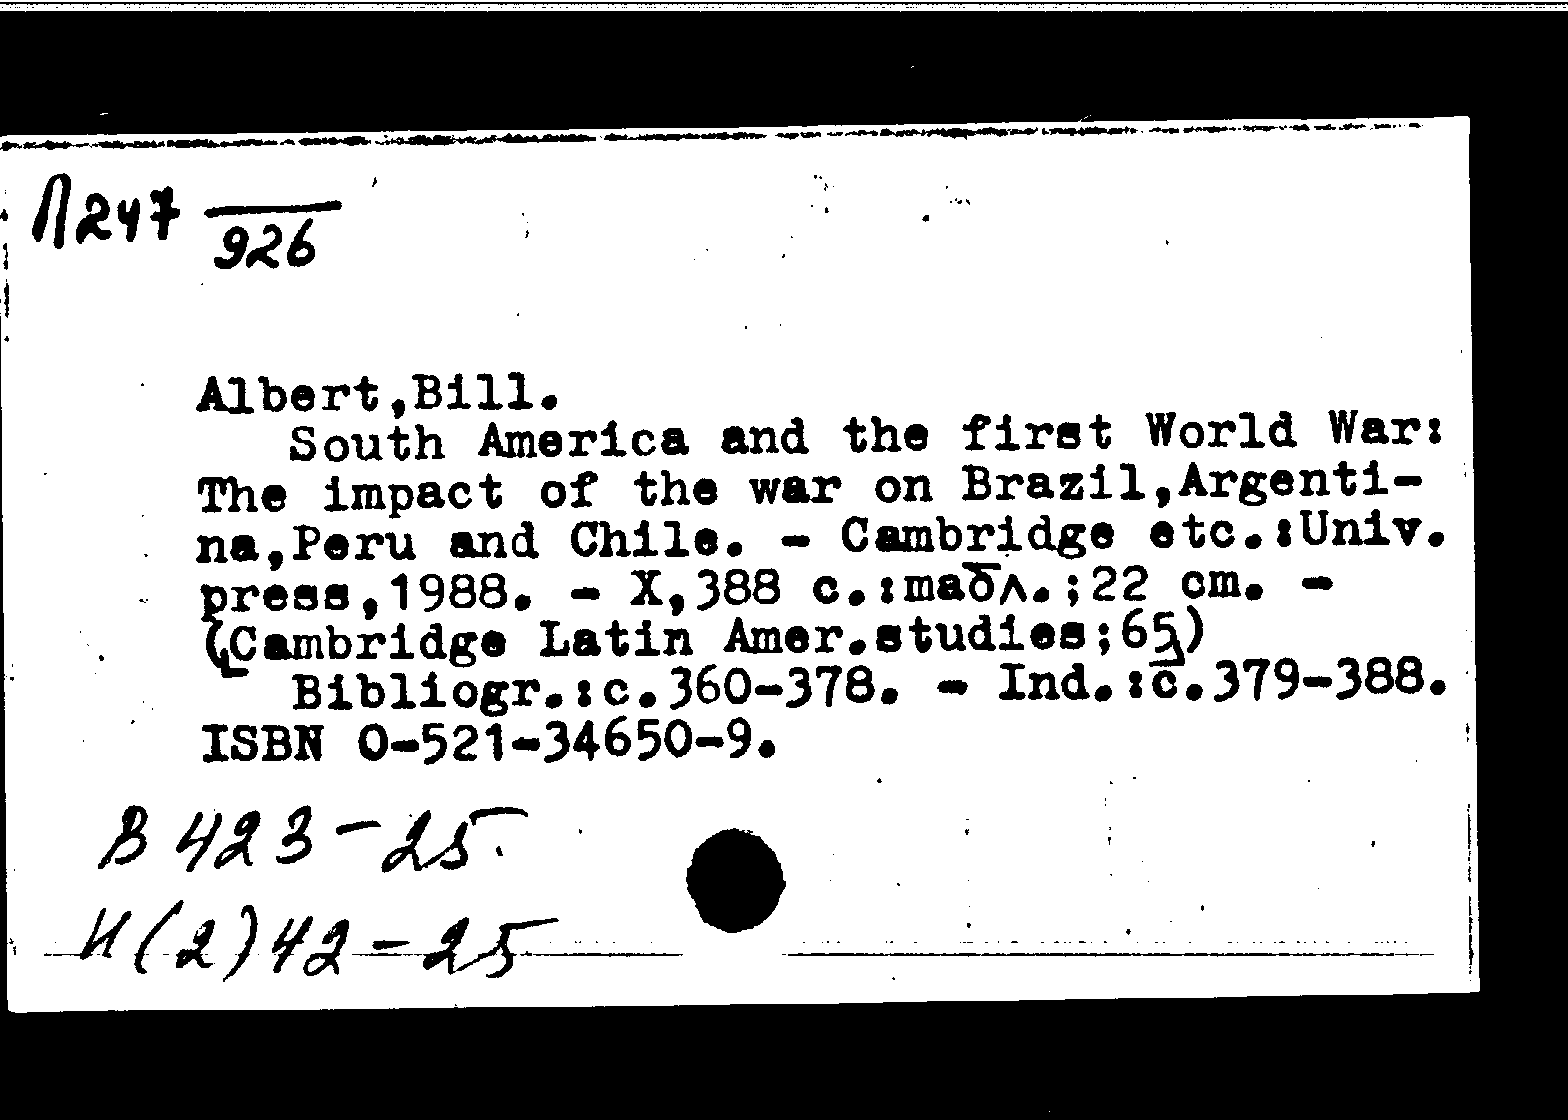 П247 926
Albert,Bill.
South America and the first World War:
The impact of the war on Brazil,Argenti-
na,Peru and Chile. - Cambridge etc.:Univ.
press,1988. - X,388 c.:табл.;22 cm. -
(Cambridge Latin Amer.studies;65)
Bibliogr.:c.360-378. - Ind.:c.379-388.
ISBN 0-521-34650-9.
В 423-25
И(2)42-25